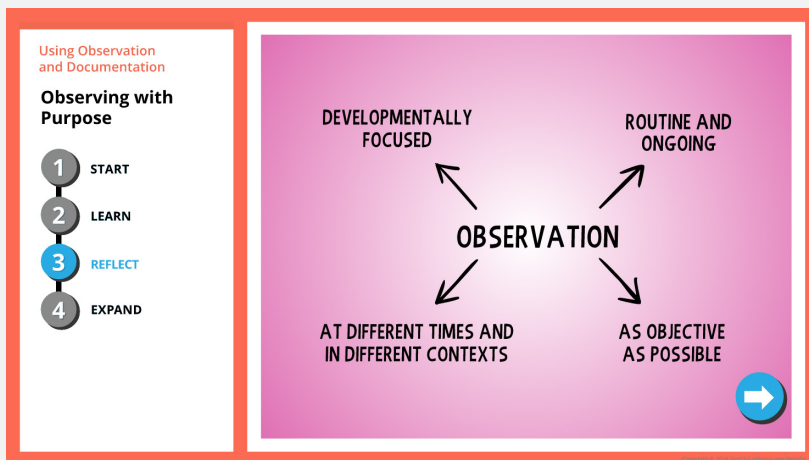 Using Observation
and Documentation
Observing with
Purpose
1 START
2 LEARN
3 REFLECT
4 EXPAND
DEVELOPMENTALLY
FOCUSED
ROUTINE AND
ONGOING
OBSERVATION
AT DIFFERENT TIMES AND
IN DIFFERENT CONTEXTS
AS OBJECTIVE
AS POSSIBLE